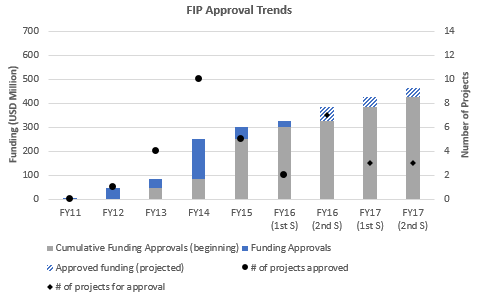 FIP Approval Trends
Funding (USD Million)
700
600
500
400
300
200
100
0
14
12
10
8
6
4
2
0
Number of Projects
FY11 FY12 FY13 FY14 FY15 FY16 FY16 FY17 FY17
(1st S) (2nd S) (1st S) (2nd S)
Cumulative Funding Approvals (beginning) Funding Approvals
Approved funding (projected) # of projects approved
# of projects for approval